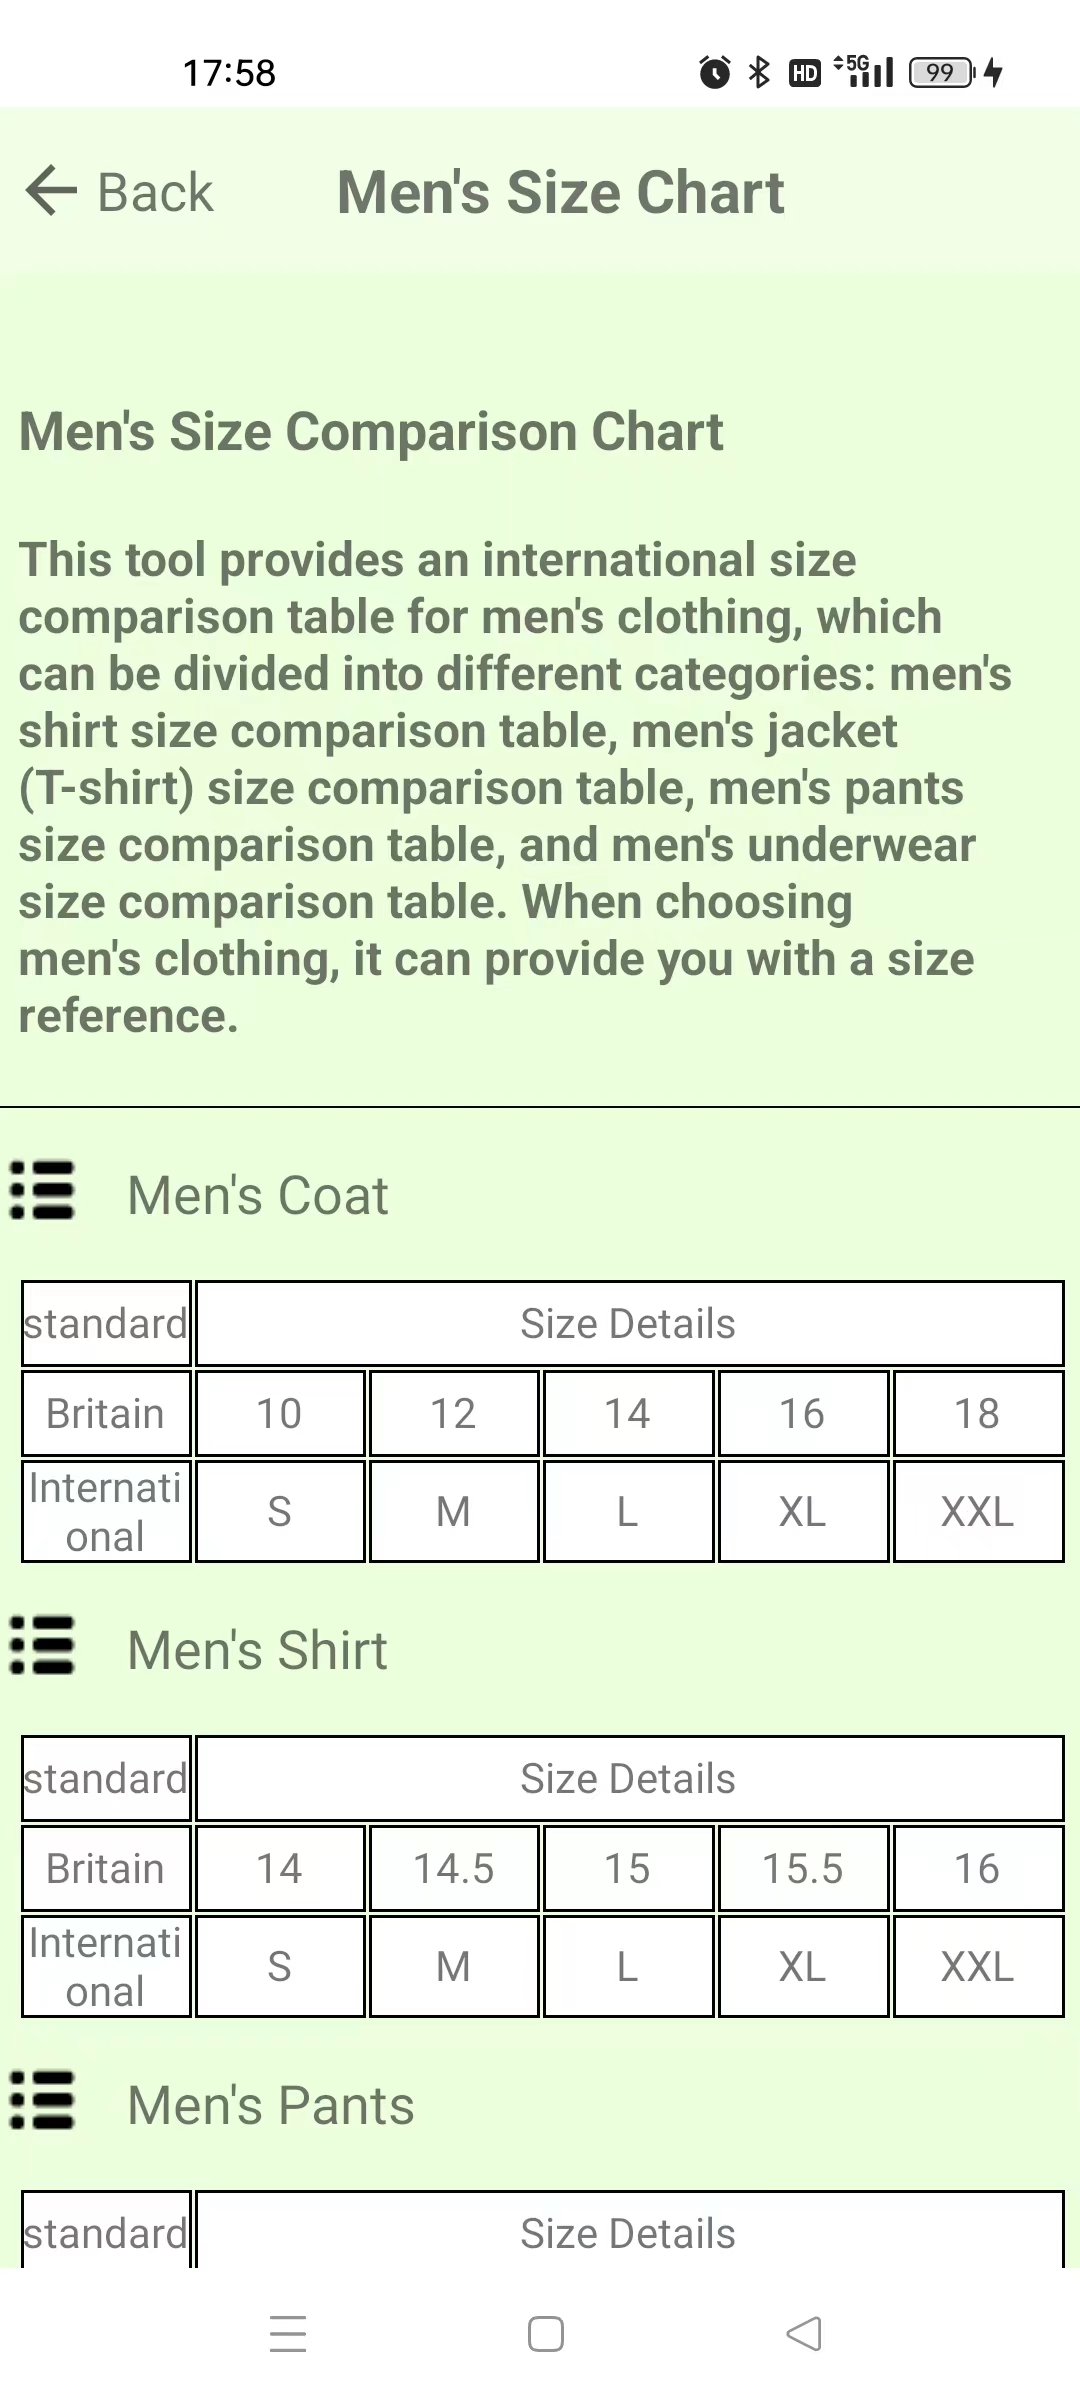 17:58
HD 5G 99
Back Men's Size Chart
Men's Size Comparison Chart
This tool provides an international size
comparison table for men's clothing, which
can be divided into different categories: men's
shirt size comparison table, men's jacket
(T-shirt) size comparison table, men's pants
size comparison table, and men's underwear
size comparison table. When choosing
men's clothing, it can provide you with a size
reference.
Men's Coat
standard Size Details
Britain 10 12 14 16 18
Internati
onal S M L XL XXL
Men's Shirt
standard Size Details
Britain 14 14.5 15 15.5 16
Internati
onal S M L XL XXL
Men's Pants
standard Size Details